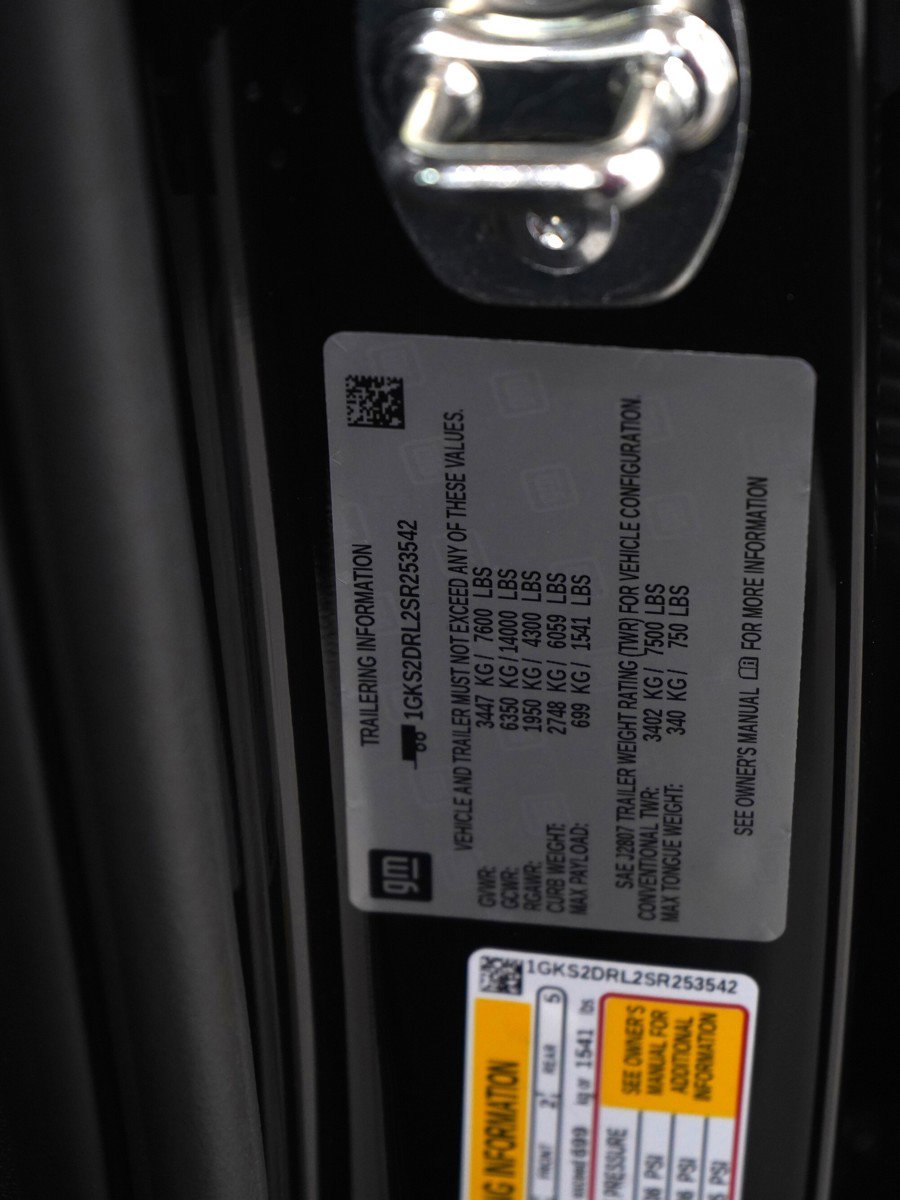 TRAILERING INFORMATION
1GKS2DRL2SR253542
VEHICLE AND TRAILER MUST NOT EXCEED ANY OF THESE VALUES.
GVWR: 3447 KG / 7600 LBS
GCWR: 6350 KG / 14000 LBS
RGAWR: 1950 KG / 4300 LBS
CURB WEIGHT: 2748 KG / 6059 LBS
MAX PAYLOAD: 699 KG / 1541 LBS
SAE J2807 TRAILER WEIGHT RATING (TWR) FOR VEHICLE CONFIGURATION.
CONVENTIONAL TWR: 3402 KG / 7500 LBS
MAX TONGUE WEIGHT: 340 KG / 750 LBS
SEE OWNER'S MANUAL FOR MORE INFORMATION
gm
1GKS2DRL2SR253542
INFORMATION
FRONT 2 REAR 5
699 kg or 1541 lbs
PRESSURE
PSI
PSI
PSI
SEE OWNER'S
MANUAL FOR
ADDITIONAL
INFORMATION